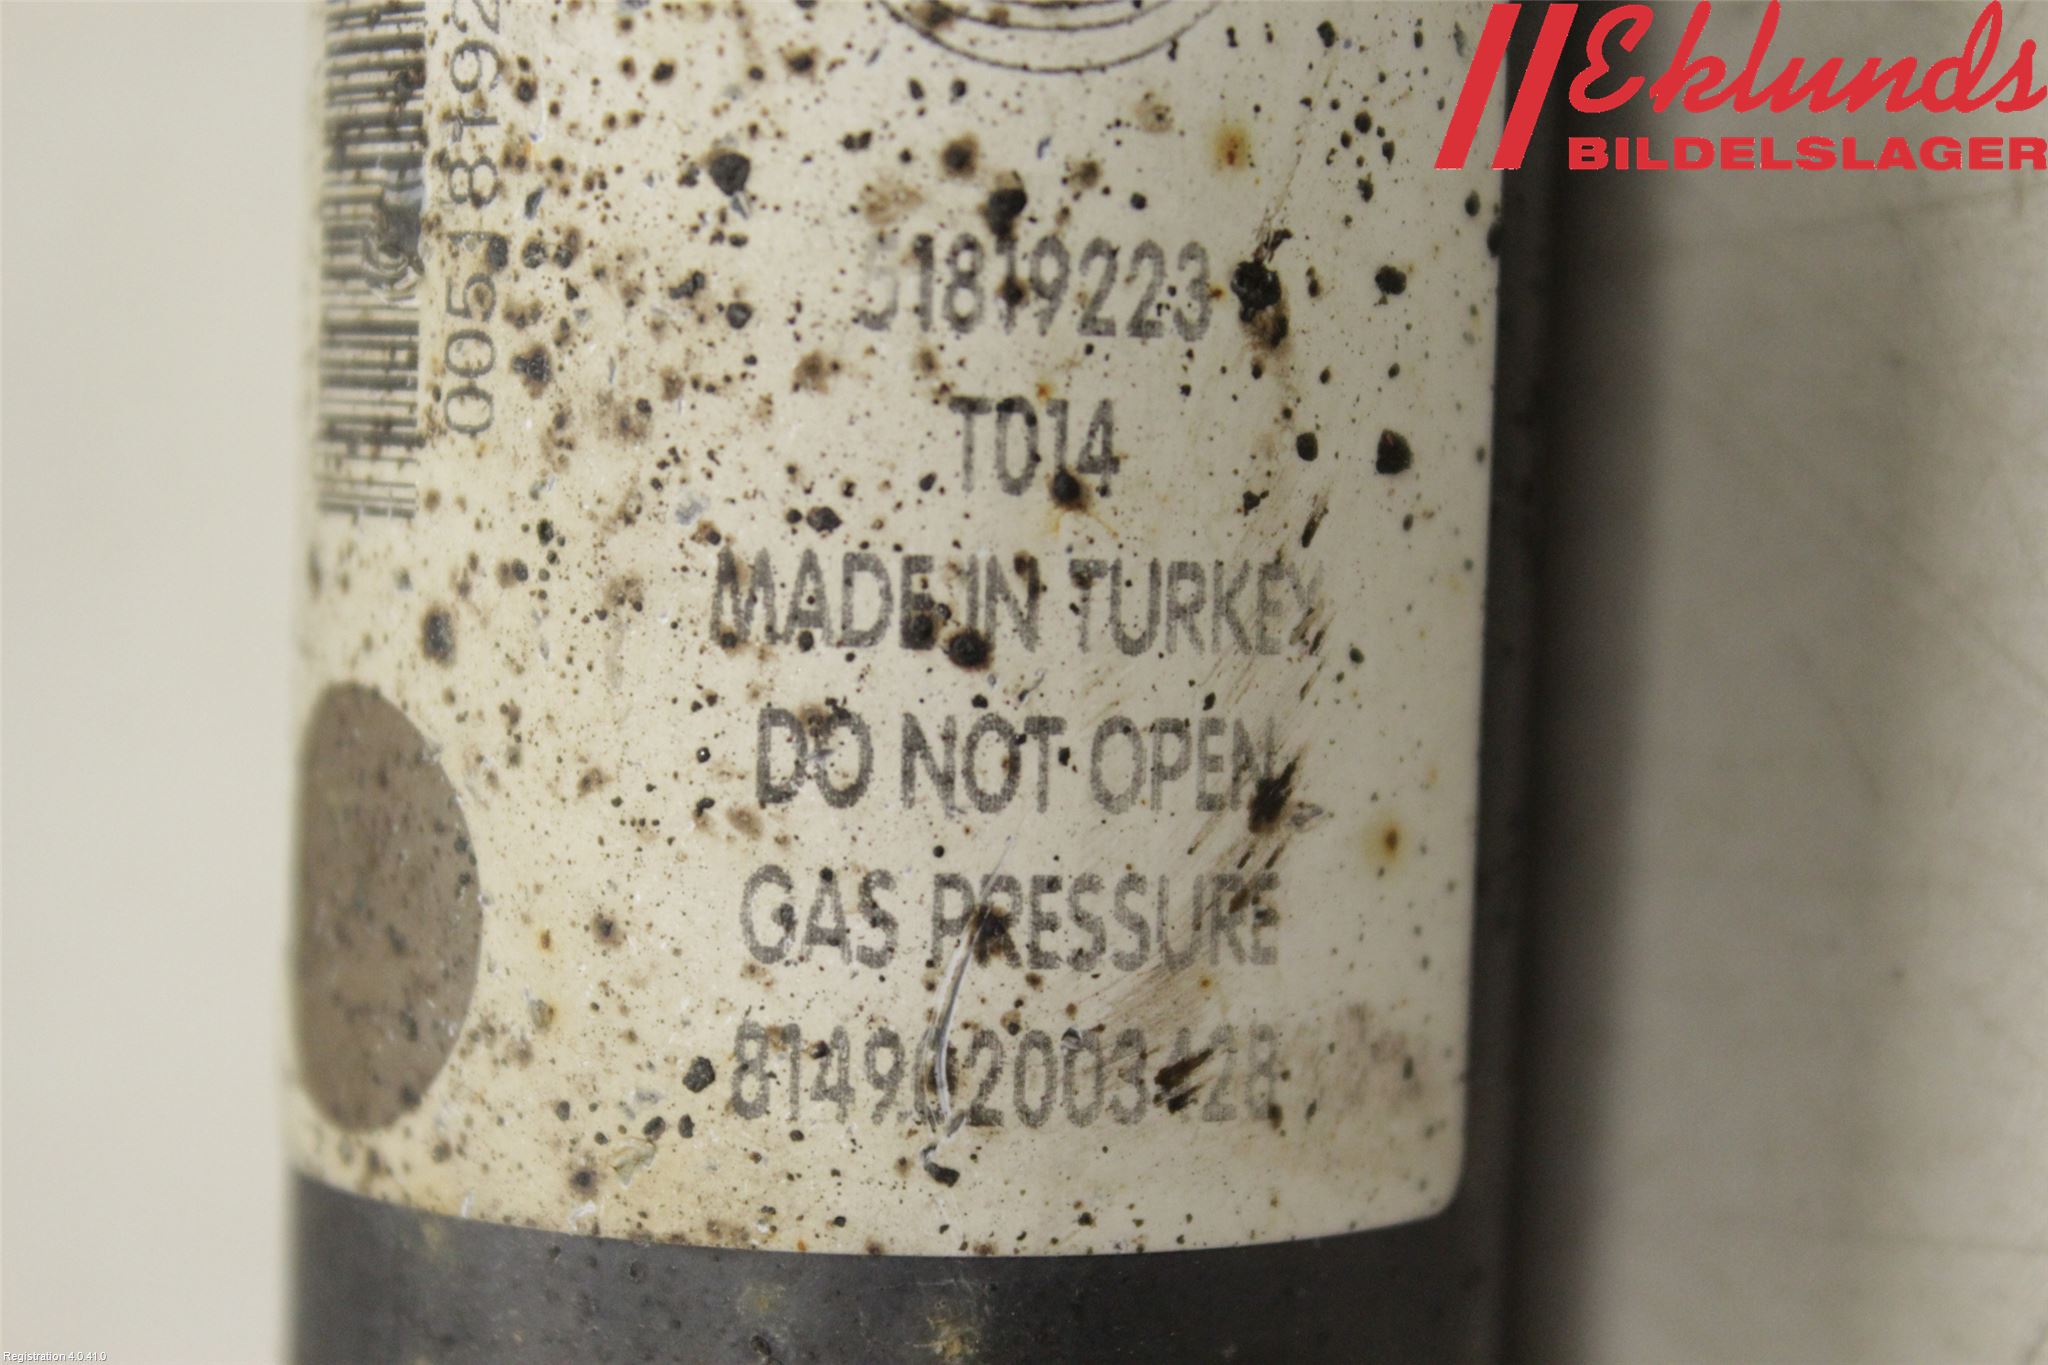 Eklunds
BILDELSLAGER
51819223
T014
MADE IN TURKEY
DO NOT OPEN
GAS PRESSURE
Registration 4.0.41.0